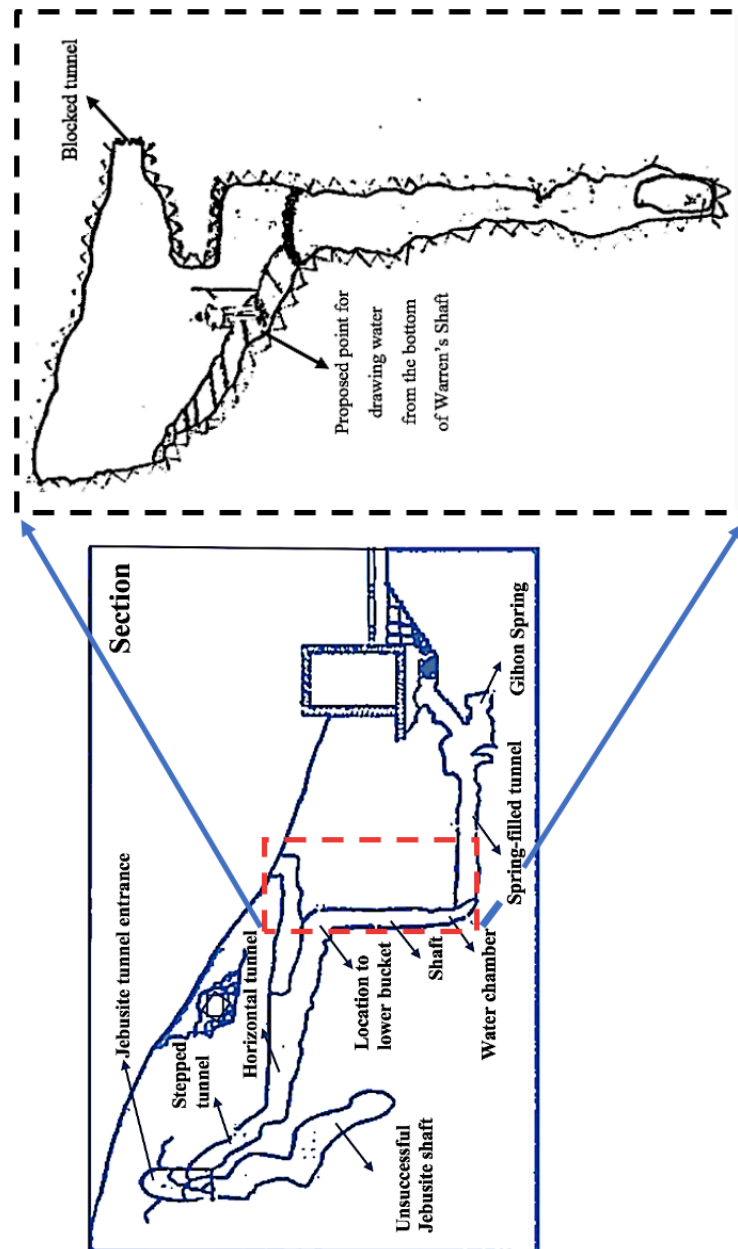 Blocked tunnel
Proposed point for
drawing water
from the bottom
of Warren's Shaft
Section
Jebusite tunnel entrance
Stepped
tunnel
Horizontal tunnel
Location to
lower bucket
Shaft
Water chamber
Spring-filled tunnel
Gihon Spring
Unsuccessful
Jebusite shaft